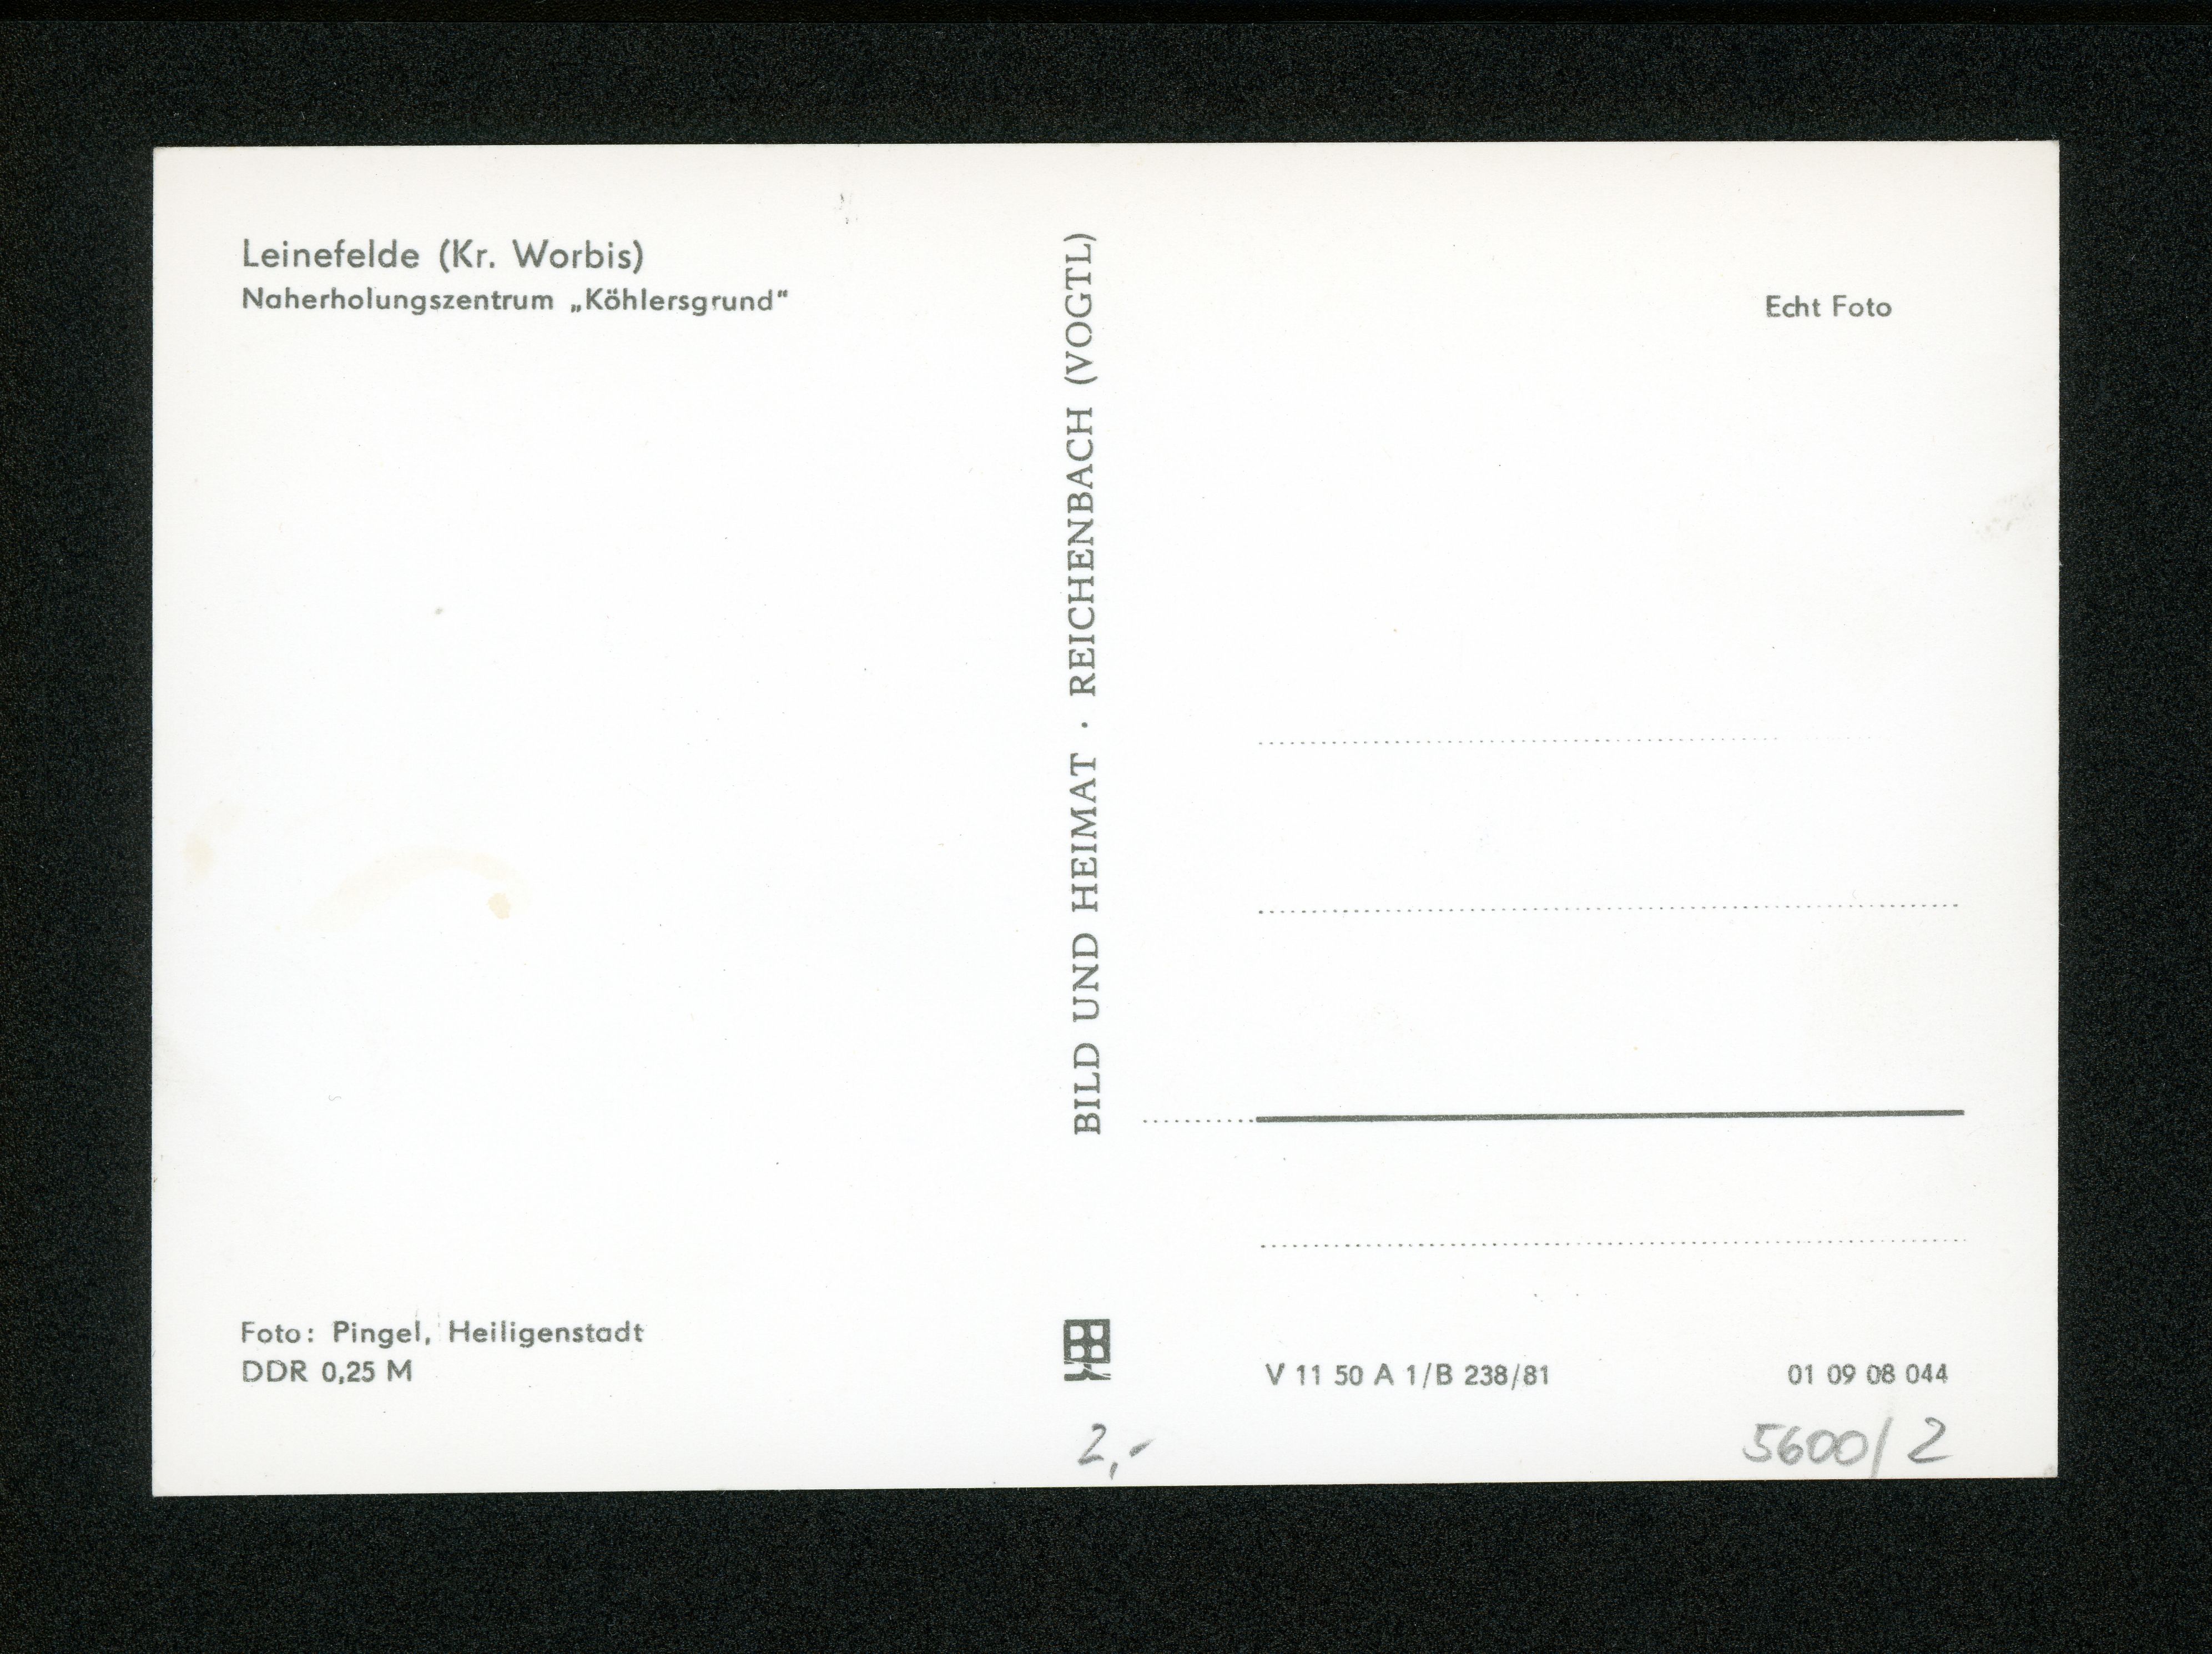 Leinefelde (Kr. Worbis)
Naherholungszentrum „Köhlersgrund“
Foto: Pingel, Heiligenstadt
DDR 0,25 M
BILD UND HEIMAT · REICHENBACH (VOGTL)
2,-
Echt Foto
V 11 50 A 1/B 238/81
01 09 08 044
5600/2